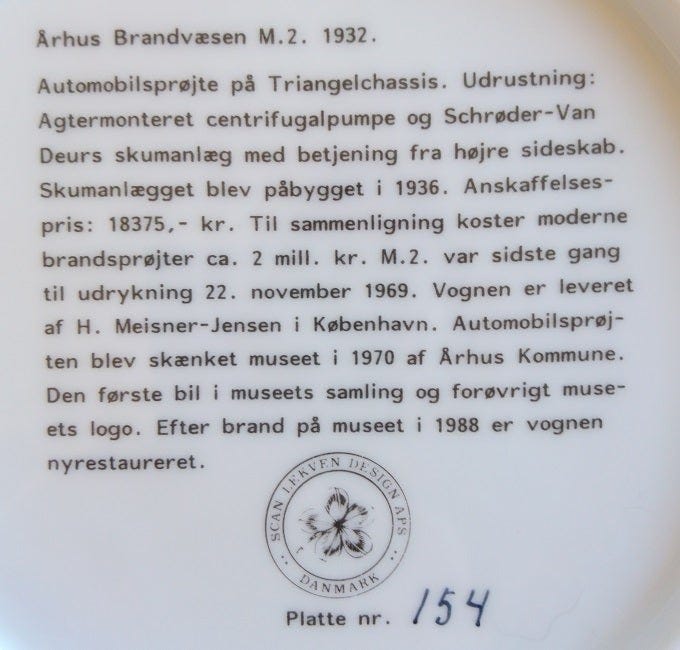 Århus Brandvæsen M.2. 1932.
Automobilsprøjte på Triangelchassis. Udrustning:
Agtermonteret centrifugalpumpe og Schrøder-Van
Deurs skumanlæg med betjening fra højre sideskab.
Skumanlægget blev påbygget i 1936. Anskaffelses-
pris: 18375,- kr. Til sammenligning koster moderne
brandsprøjter ca. 2 mill. kr. M.2. var sidste gang
til udrykning 22. november 1969. Vognen er leveret
af H. Meisner-Jensen i København. Automobilsprøj-
ten blev skænket museet i 1970 af Århus Kommune.
Den første bil i museets samling og forøvrigt muse-
ets logo. Efter brand på museet i 1988 er vognen
nyrestaureret.
SCAN LEKVEN DESIGN APS
DANMARK
Platte nr. 154